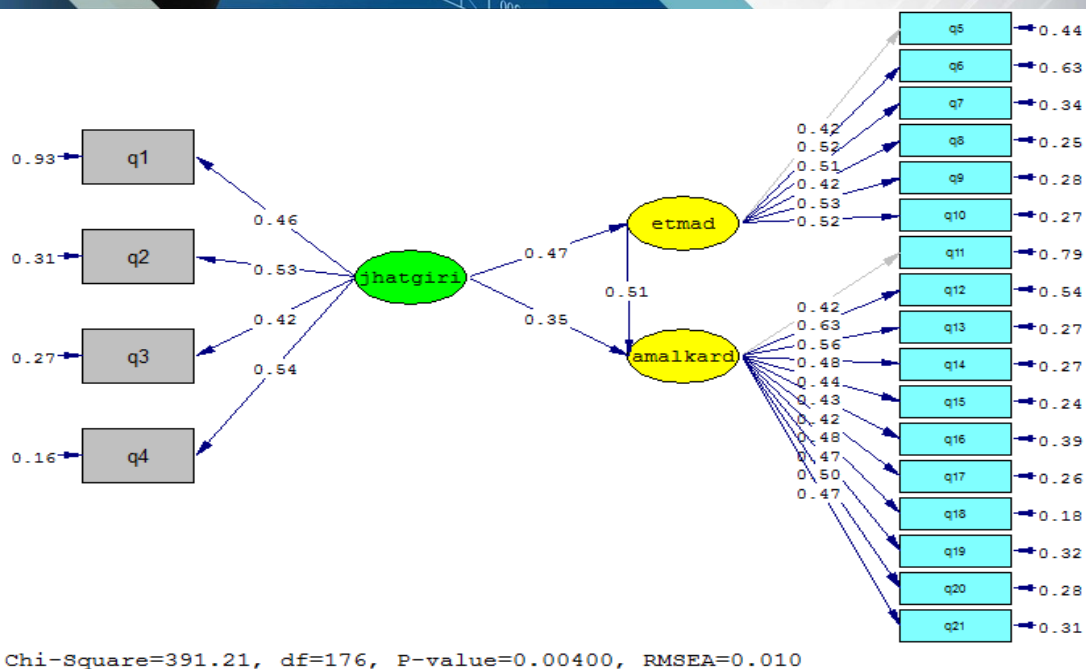 0.93 q1
0.31 q2
0.27 q3
0.16 q4
0.46
0.53
0.42
0.54
jhatgiri
0.47
0.35
etmad
0.51
amalkard
0.42
0.52
0.51
0.42
0.53
0.52
0.42
0.63
0.56
0.48
0.44
0.43
0.42
0.48
0.47
0.50
0.47
q5 0.44
q6 0.63
q7 0.34
q8 0.25
q9 0.28
q10 0.27
q11 0.79
q12 0.54
q13 0.27
q14 0.27
q15 0.24
q16 0.39
q17 0.26
q18 0.18
q19 0.32
q20 0.28
q21 0.31
Chi-Square=391.21, df=176, P-value=0.00400, RMSEA=0.010